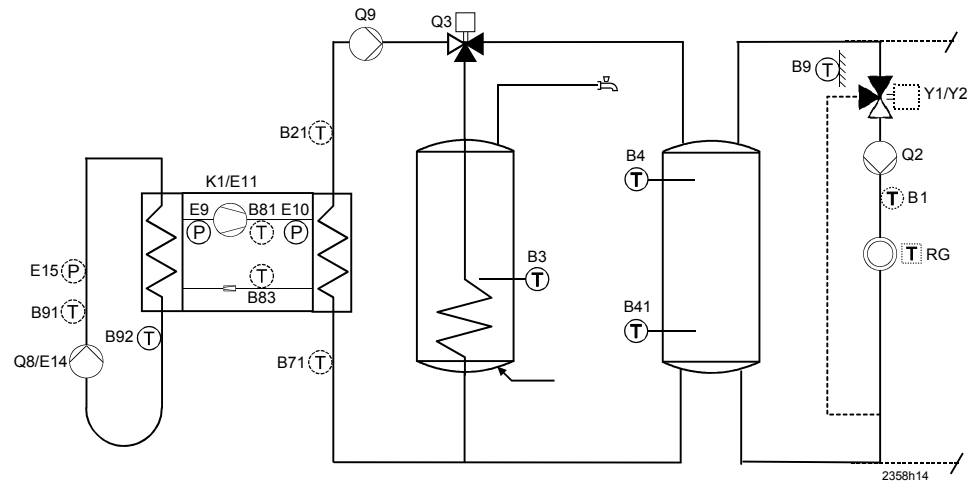 Q9
Q3
B9 T
Y1/Y2
B21 T
Q2
B4
T
K1/E11
E9 B81 E10
P T P
T B1
B3
T
T RG
E15 P
T
B83
B91 T
B41
T
B92 T
Q8/E14
B71 T
2358h14